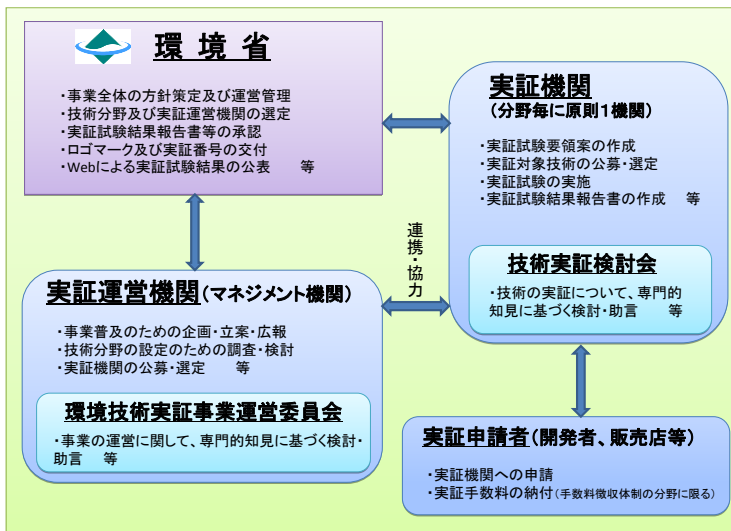 環境省
・事業全体の方針策定及び運営管理
・技術分野及び実証運営機関の選定
・実証試験結果報告書等の承認
・ロゴマーク及び実証番号の交付
・Webによる実証試験結果の公表　等
実証機関
(分野毎に原則1機関)
・実証試験要領案の作成
・実証対象技術の公募・選定
・実証試験の実施
・実証試験結果報告書の作成　等
技術実証検討会
・技術の実証について、専門的
知見に基づく検討・助言　等
連携・協力
実証運営機関(マネジメント機関)
・事業普及のための企画・立案・広報
・技術分野の設定のための調査・検討
・実証機関の公募・選定　等
環境技術実証事業運営委員会
・事業の運営に関して、専門的知見に基づく検討・
助言　等
実証申請者(開発者、販売店等)
・実証機関への申請
・実証手数料の納付(手数料徴収体制の分野に限る)